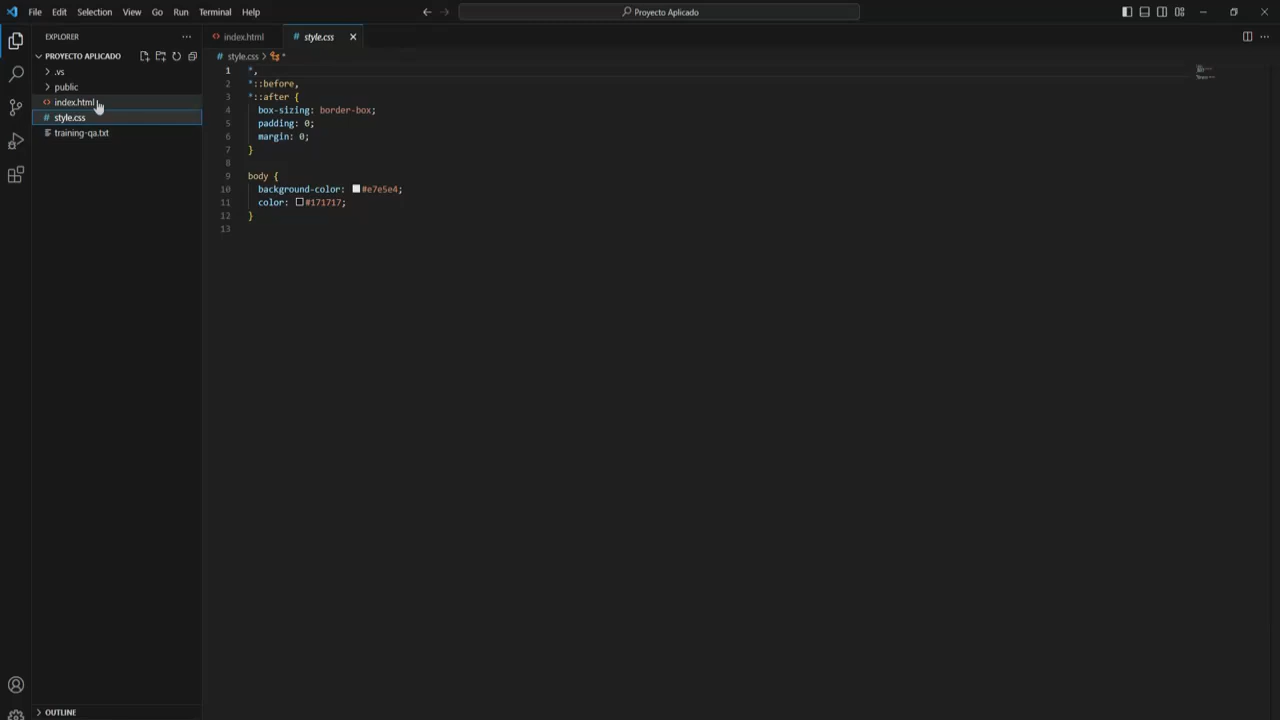 File Edit Selection View Go Run Terminal Help
Proyecto Aplicado
EXPLORER
PROYECTO APLICADO
.vs
public
index.html
style.css
training-qa.txt
OUTLINE
index.html
style.css
style.css > *
1 *,
2 *::before,
3 *::after {
4 box-sizing: border-box;
5 padding: 0;
6 margin: 0;
7 }
8
9 body {
10 background-color: #e7e5e4;
11 color: #171717;
12 }
13